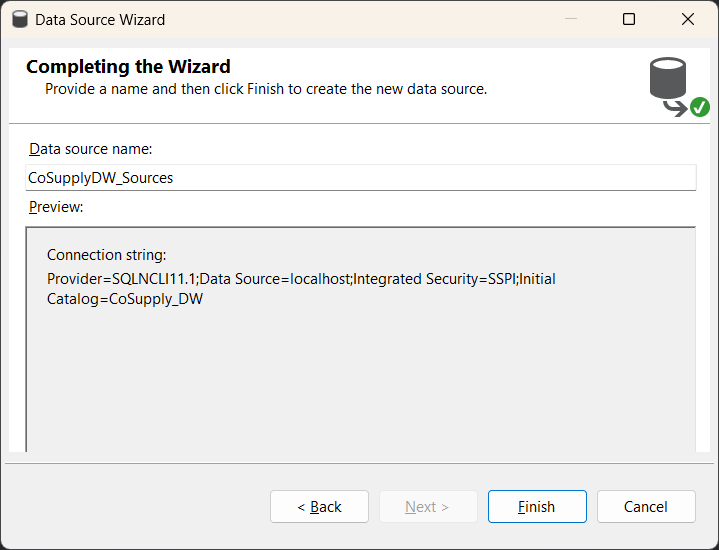 Data Source Wizard
Completing the Wizard
Provide a name and then click Finish to create the new data source.
Data source name:
CoSupplyDW_Sources
Preview:
Connection string:
Provider=SQLNCLI11.1;Data Source=localhost;Integrated Security=SSPI;Initial
Catalog=CoSupply_DW
< Back
Next >
Finish
Cancel